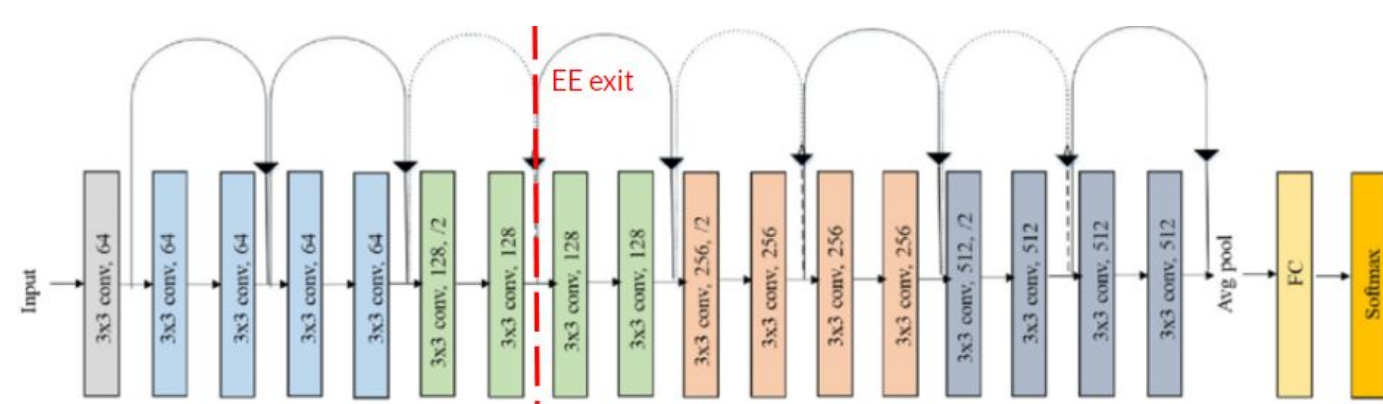 EE exit
Input
3x3 conv, 64
3x3 conv, 64
3x3 conv, 64
3x3 conv, 64
3x3 conv, 64
3x3 conv, 128, /2
3x3 conv, 128
3x3 conv, 128
3x3 conv, 128
3x3 conv, 256, /2
3x3 conv, 256
3x3 conv, 256
3x3 conv, 256
3x3 conv, 512, /2
3x3 conv, 512
3x3 conv, 512
3x3 conv, 512
Avg pool
FC
Softmax